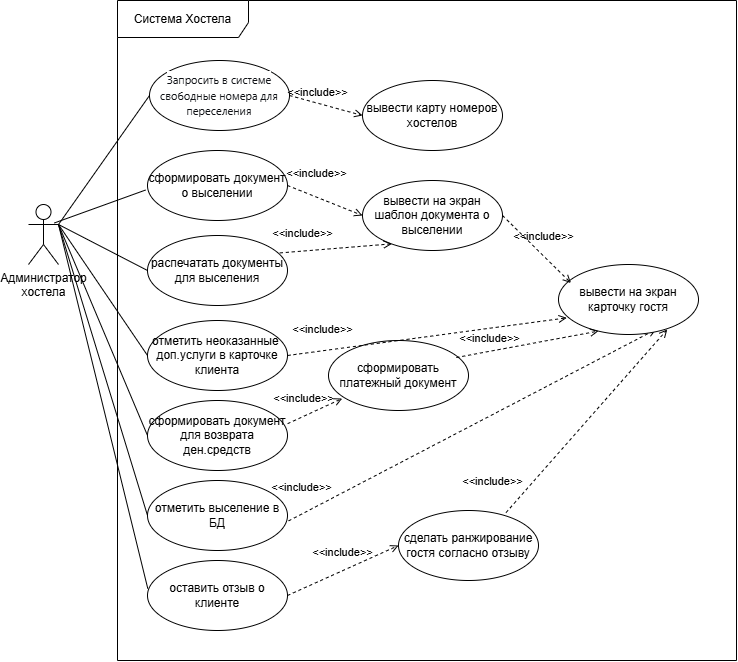 Система Хостела
Запросить в системе
свободные номера для
переселения
<<include>>
вывести карту номеров
хостелов
сформировать документ
о выселении
<<include>>
вывести на экран
шаблон документа о
выселении
<<include>>
распечатать документы
для выселения
<<include>>
Администратор
хостела
вывести на экран
карточку гостя
отметить неоказанные
доп.услуги в карточке
клиента
<<include>>
<<include>>
сформировать
платежный документ
<<include>>
сформировать документ
для возврата
ден.средств
отметить выселение в
БД
<<include>>
<<include>>
сделать ранжирование
гостя согласно отзыву
<<include>>
оставить отзыв о
клиенте